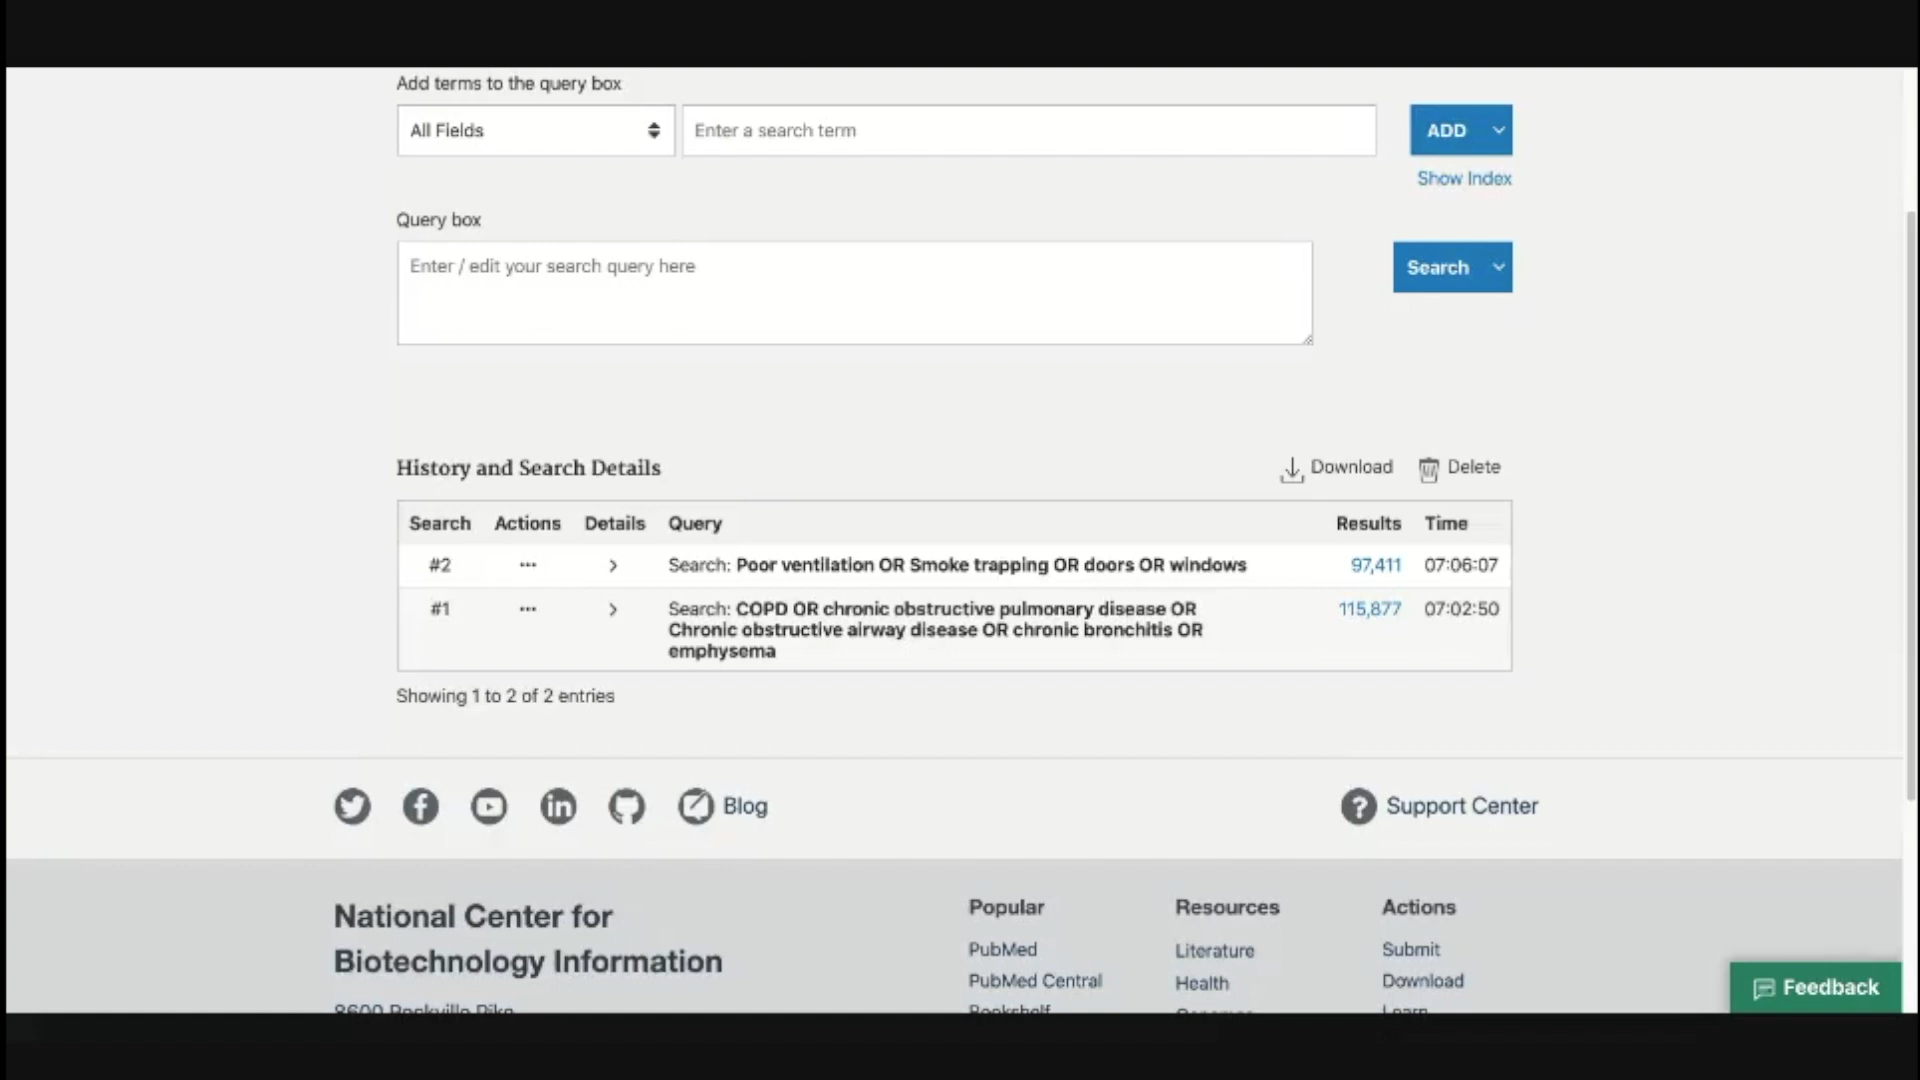 Add terms to the query box
All Fields
Enter a search term
ADD
Show Index
Query box
Enter / edit your search query here
Search
History and Search Details
Download
Delete
Search Actions Details Query Results Time
#2 ... Search: Poor ventilation OR Smoke trapping OR doors OR windows 97,411 07:06:07
#1 ... Search: COPD OR chronic obstructive pulmonary disease OR 115,877 07:02:50
Chronic obstructive airway disease OR chronic bronchitis OR
emphysema
Showing 1 to 2 of 2 entries
Blog
Support Center
National Center for
Biotechnology Information
8600 Rockville Pike
Popular
PubMed
PubMed Central
Bookshelf
Resources
Literature
Health
Actions
Submit
Download
Learn
Feedback